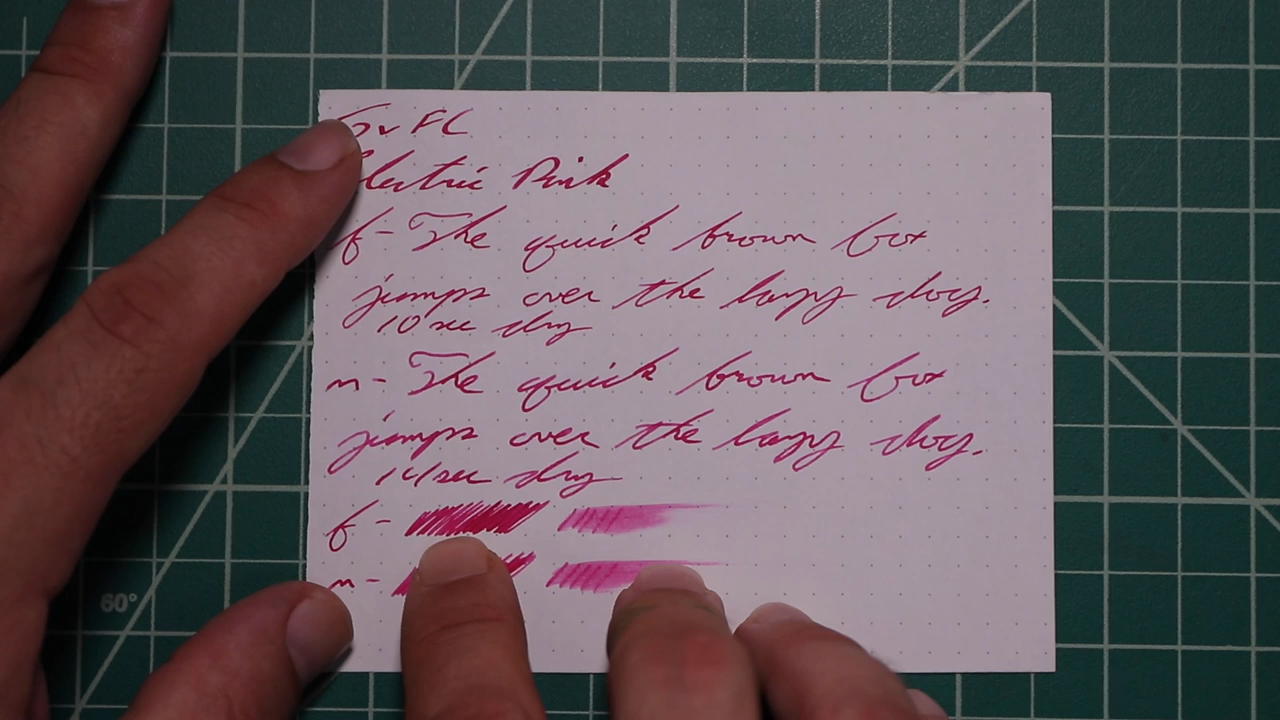 GvFC
Electric Pink
f- The quick brown fox
jumps over the lazy dog.
10 sec dry
m- The quick brown fox
jumps over the lazy dog.
14 sec dry
f-
m-
60°